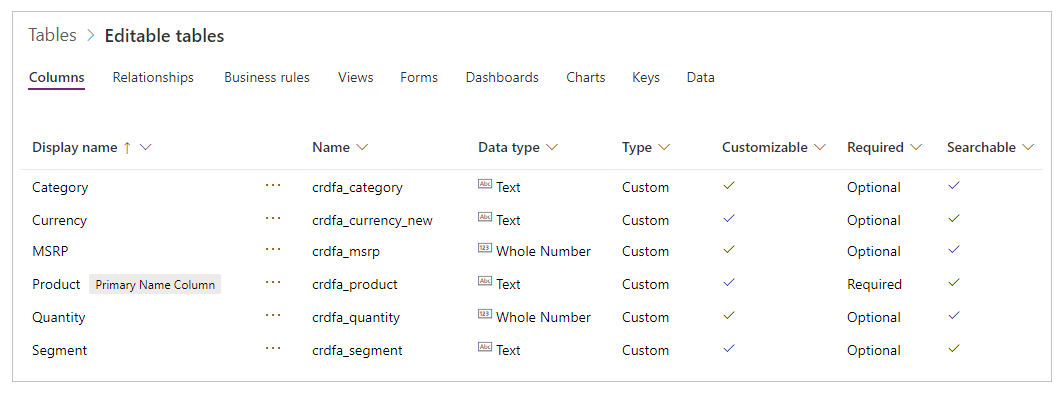 Tables > Editable tables
Columns Relationships Business rules Views Forms Dashboards Charts Keys Data
Display name ↑ Name Data type Type Customizable Required Searchable
Category ··· crdfa_category Abc Text Custom ✓ Optional ✓
Currency ··· crdfa_currency_new Abc Text Custom ✓ Optional ✓
MSRP ··· crdfa_msrp 123 Whole Number Custom ✓ Optional ✓
Product Primary Name Column ··· crdfa_product Abc Text Custom ✓ Required ✓
Quantity ··· crdfa_quantity 123 Whole Number Custom ✓ Optional ✓
Segment ··· crdfa_segment Abc Text Custom ✓ Optional ✓